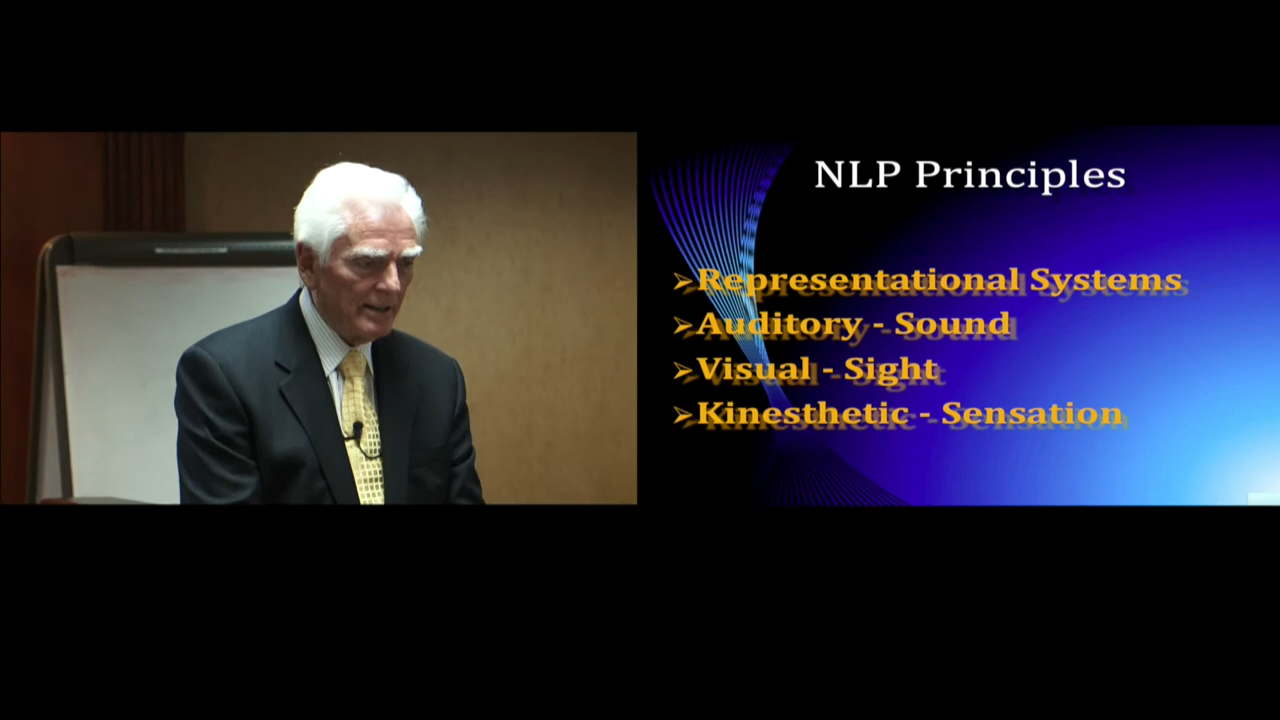 NLP Principles
➢Representational Systems
➢Auditory - Sound
➢Visual - Sight
➢Kinesthetic - Sensation